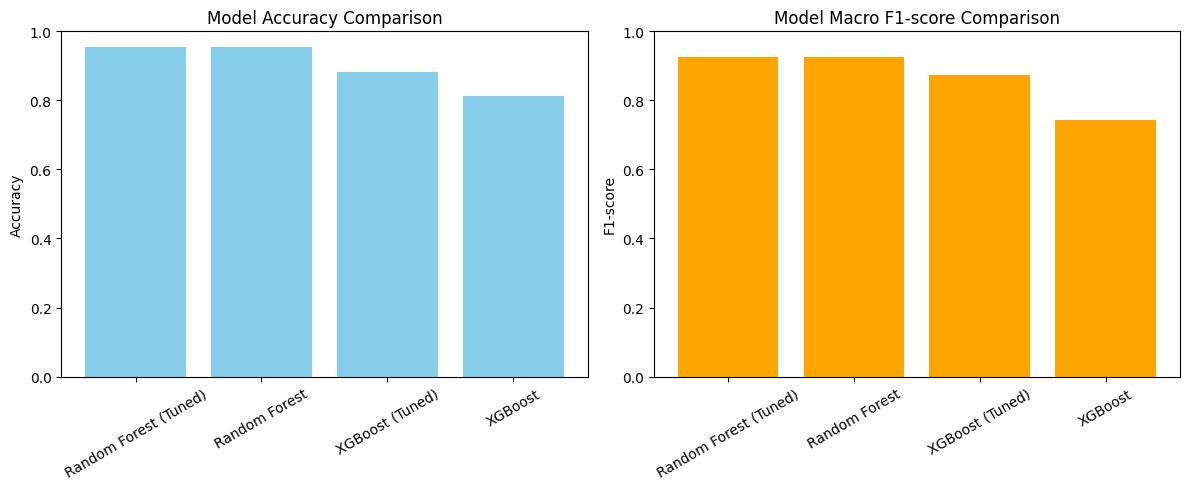 Model Accuracy Comparison
1.0
0.8
0.6
0.4
0.2
0.0
Accuracy
Random Forest (Tuned)
Random Forest
XGBoost (Tuned)
XGBoost
Model Macro F1-score Comparison
1.0
0.8
0.6
0.4
0.2
0.0
F1-score
Random Forest (Tuned)
Random Forest
XGBoost (Tuned)
XGBoost